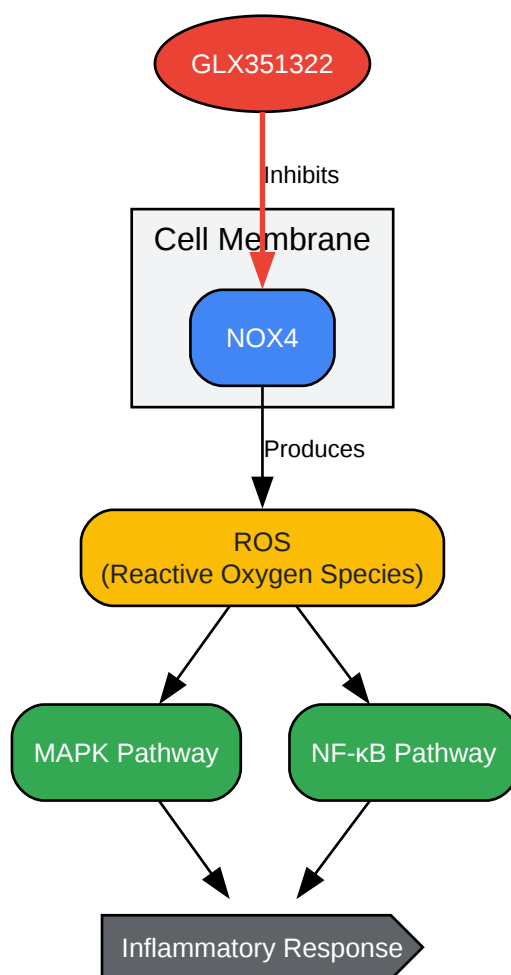 GLX351322
Inhibits
Cell Membrane
NOX4
Produces
ROS
(Reactive Oxygen Species)
MAPK Pathway
NF-κB Pathway
Inflammatory Response